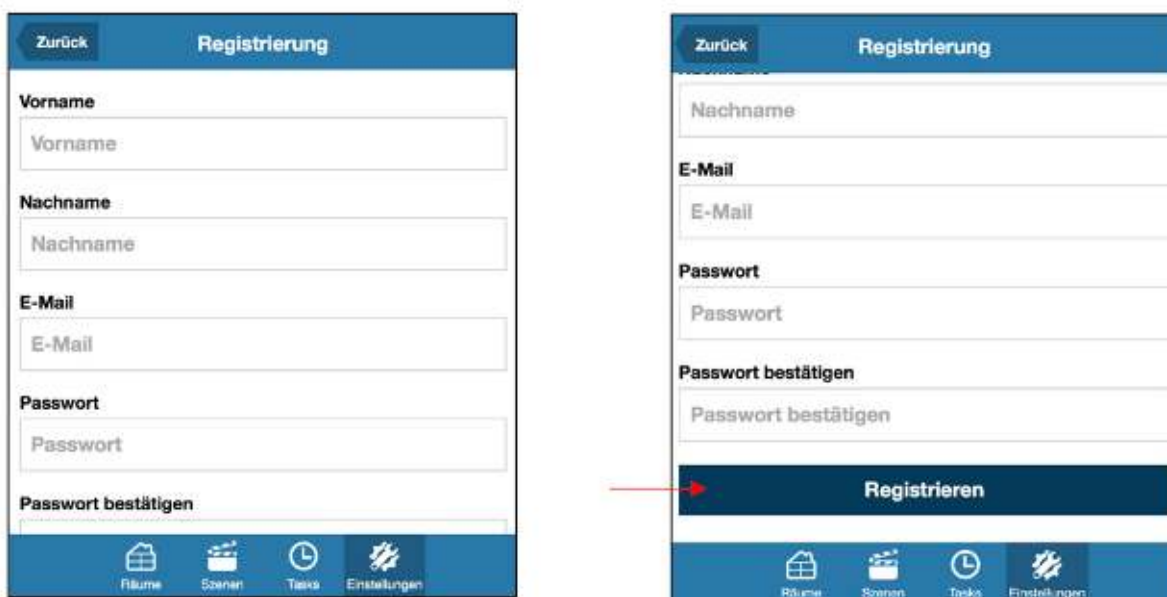 Zurück
Registrierung
Vorname
Vorname
Nachname
Nachname
E-Mail
E-Mail
Passwort
Passwort
Passwort bestätigen
Räume Szenen Tasks Einstellungen
Zurück
Registrierung
Nachname
Nachname
E-Mail
E-Mail
Passwort
Passwort
Passwort bestätigen
Passwort bestätigen
Registrieren
Räume Szenen Tasks Einstellungen